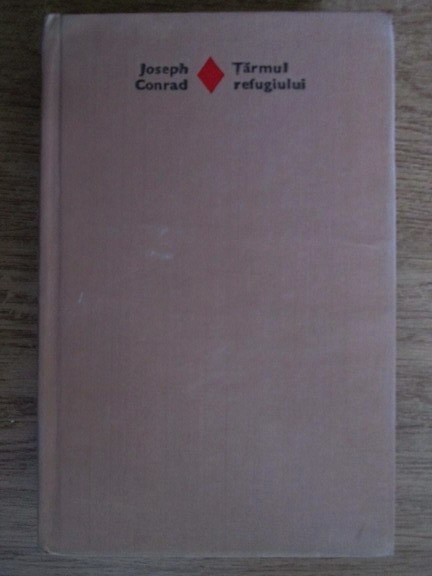 Joseph
Conrad
Țărmul
refugiului